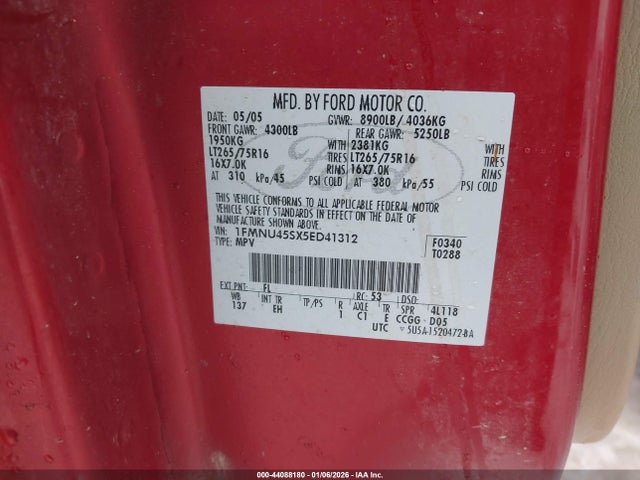 MFD. BY FORD MOTOR CO.
DATE: 05/05 GVWR: 8900LB/ 4036KG
FRONT GAWR: 4300LB REAR GAWR: 5250LB
1950KG WITH 2381KG WITH
LT265/75R16 TIRES LT265/75R16 TIRES
16X7.0K RIMS 16X7.0K RIMS
AT 310 kPa/45 PSI COLD AT 380 kPa/55 PSI COLD
Ford
THIS VEHICLE CONFORMS TO ALL APPLICABLE FEDERAL MOTOR
VEHICLE SAFETY STANDARDS IN EFFECT ON THE DATE OF
MANUFACTURE SHOWN ABOVE.
VIN: 1FMNU45SX5ED41312 F0340
TYPE: MPV T0288
EXT PNT: FL RC: 53 DSO:
WB INT TR TP/PS R AXLE TR SPR 4L118
137 EH 1 C1 E CCGG D05
UTC ▽5U5A-1520472-BA
000-44088180 - 01/06/2026 - IAA Inc.